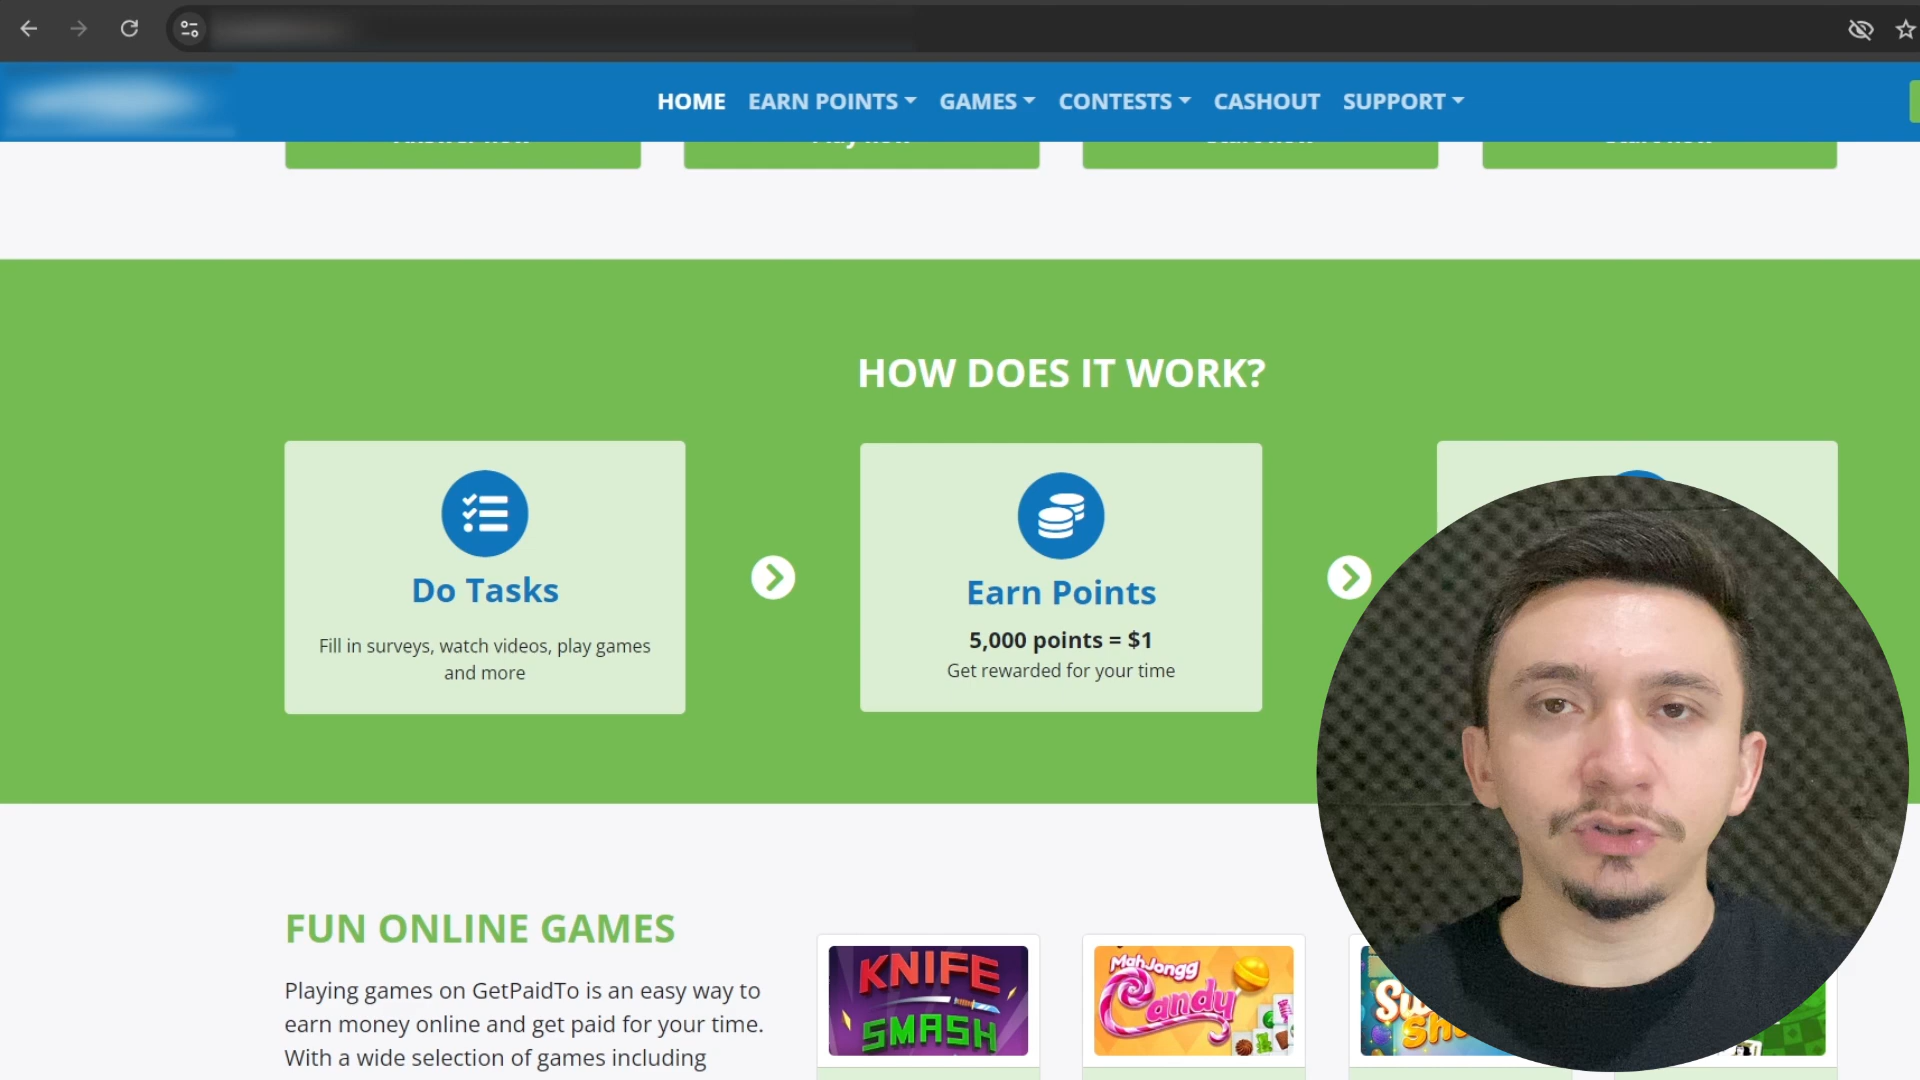 HOME EARN POINTS GAMES CONTESTS CASHOUT SUPPORT
HOW DOES IT WORK?
Do Tasks
Fill in surveys, watch videos, play games
and more
Earn Points
5,000 points = $1
Get rewarded for your time
FUN ONLINE GAMES
Playing games on GetPaidTo is an easy way to
earn money online and get paid for your time.
With a wide selection of games including
KNIFE
SMASH
MahJongg
Candy